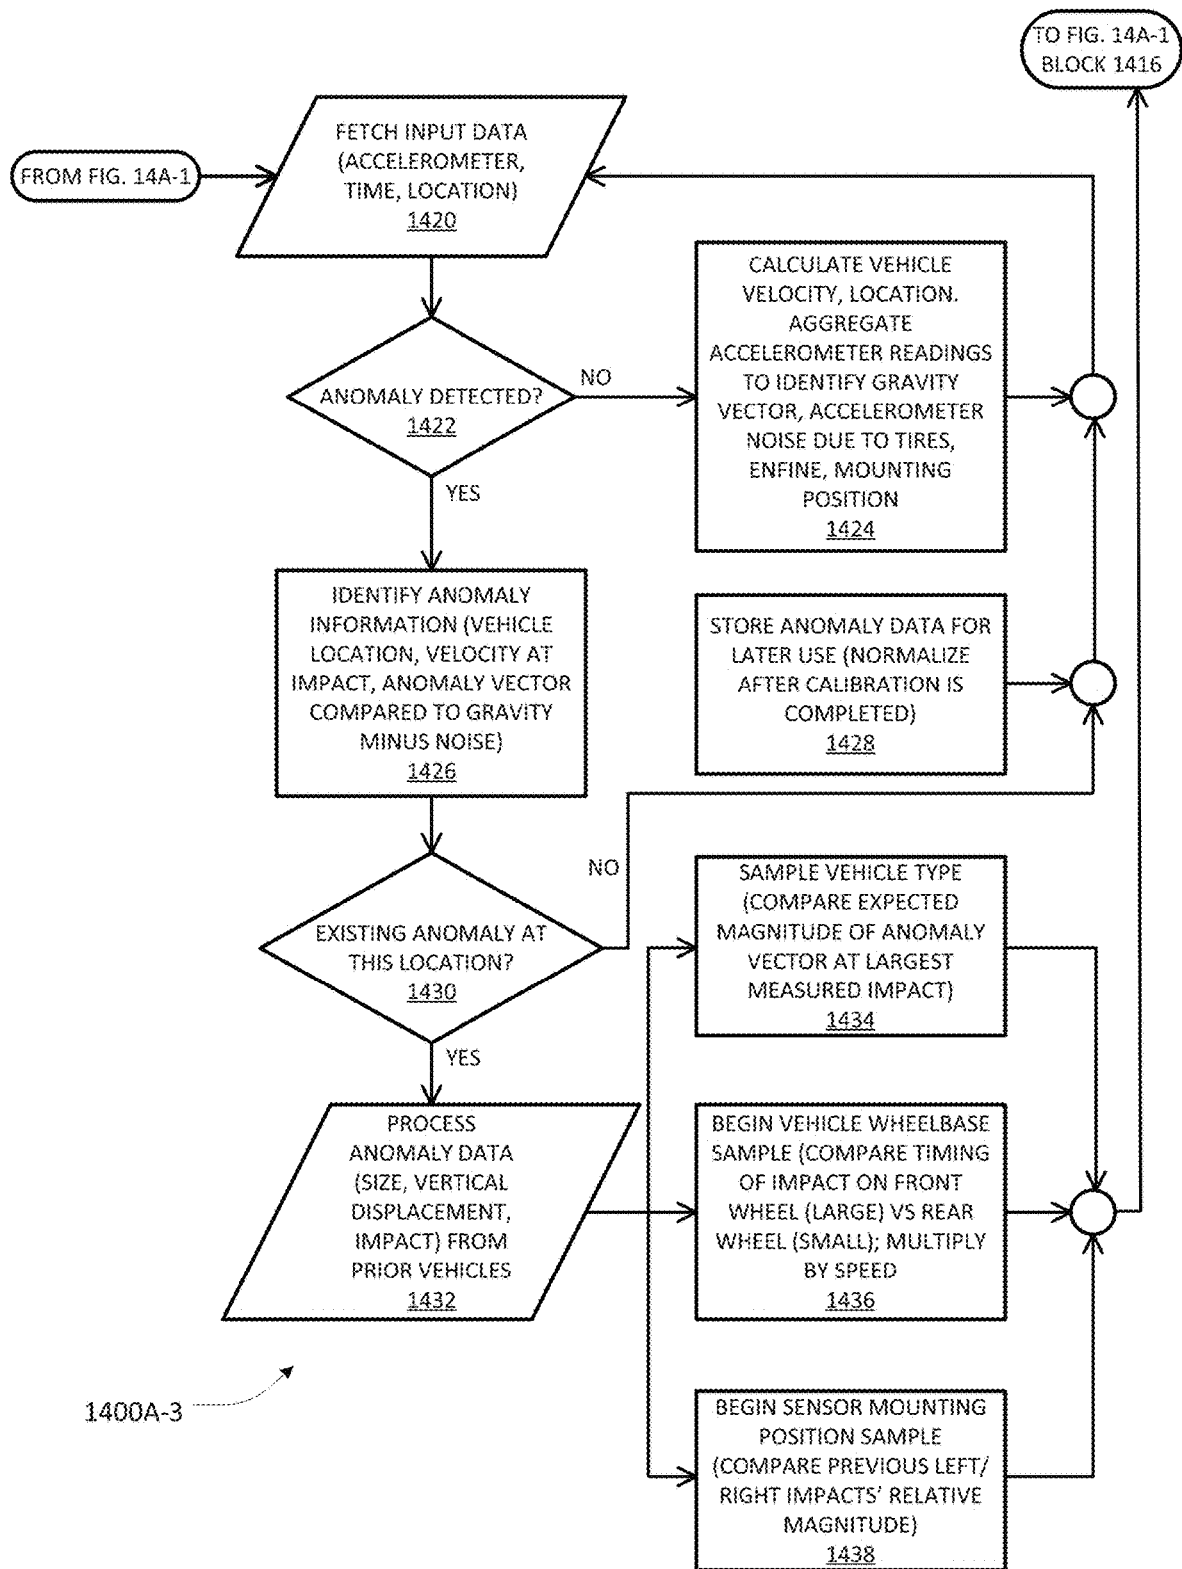 TO FIG. 14A-1
BLOCK 1416
FROM FIG. 14A-1
FETCH INPUT DATA
(ACCELEROMETER,
TIME, LOCATION)
1420
ANOMALY DETECTED?
1422
NO
YES
CALCULATE VEHICLE
VELOCITY, LOCATION.
AGGREGATE
ACCELEROMETER READINGS
TO IDENTIFY GRAVITY
VECTOR, ACCELEROMETER
NOISE DUE TO TIRES,
ENFINE, MOUNTING
POSITION
1424
IDENTIFY ANOMALY
INFORMATION (VEHICLE
LOCATION, VELOCITY AT
IMPACT, ANOMALY VECTOR
COMPARED TO GRAVITY
MINUS NOISE)
1426
STORE ANOMALY DATA FOR
LATER USE (NORMALIZE
AFTER CALIBRATION IS
COMPLETED)
1428
EXISTING ANOMALY AT
THIS LOCATION?
1430
NO
YES
PROCESS
ANOMALY DATA
(SIZE, VERTICAL
DISPLACEMENT,
IMPACT) FROM
PRIOR VEHICLES
1432
SAMPLE VEHICLE TYPE
(COMPARE EXPECTED
MAGNITUDE OF ANOMALY
VECTOR AT LARGEST
MEASURED IMPACT)
1434
BEGIN VEHICLE WHEELBASE
SAMPLE (COMPARE TIMING
OF IMPACT ON FRONT
WHEEL (LARGE) VS REAR
WHEEL (SMALL); MULTIPLY
BY SPEED
1436
BEGIN SENSOR MOUNTING
POSITION SAMPLE
(COMPARE PREVIOUS LEFT/
RIGHT IMPACTS' RELATIVE
MAGNITUDE)
1438
1400A-3